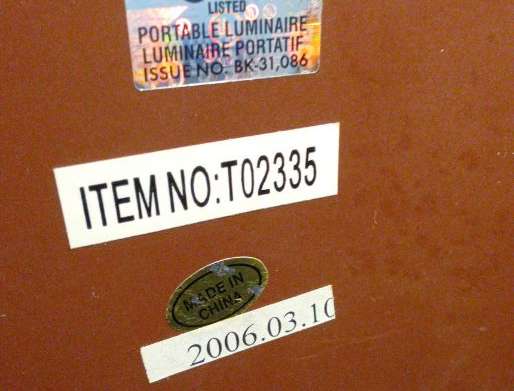 LISTED
PORTABLE LUMINAIRE
LUMINAIRE PORTATIF
ISSUE NO. BK-31,086
ITEM NO:T02335
MADE IN
CHINA
2006.03.10